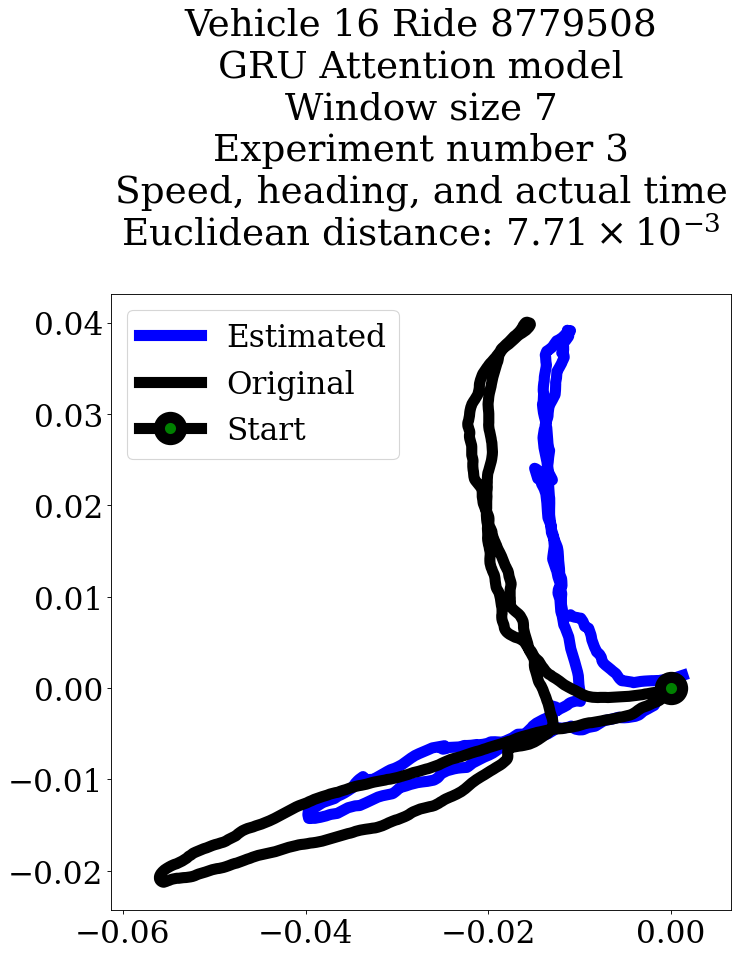 Vehicle 16 Ride 8779508
GRU Attention model
Window size 7
Experiment number 3
Speed, heading, and actual time
Euclidean distance: 7.71 × 10⁻³
Estimated
Original
Start
0.04
0.03
0.02
0.01
0.00
−0.01
−0.02
−0.06 −0.04 −0.02 0.00